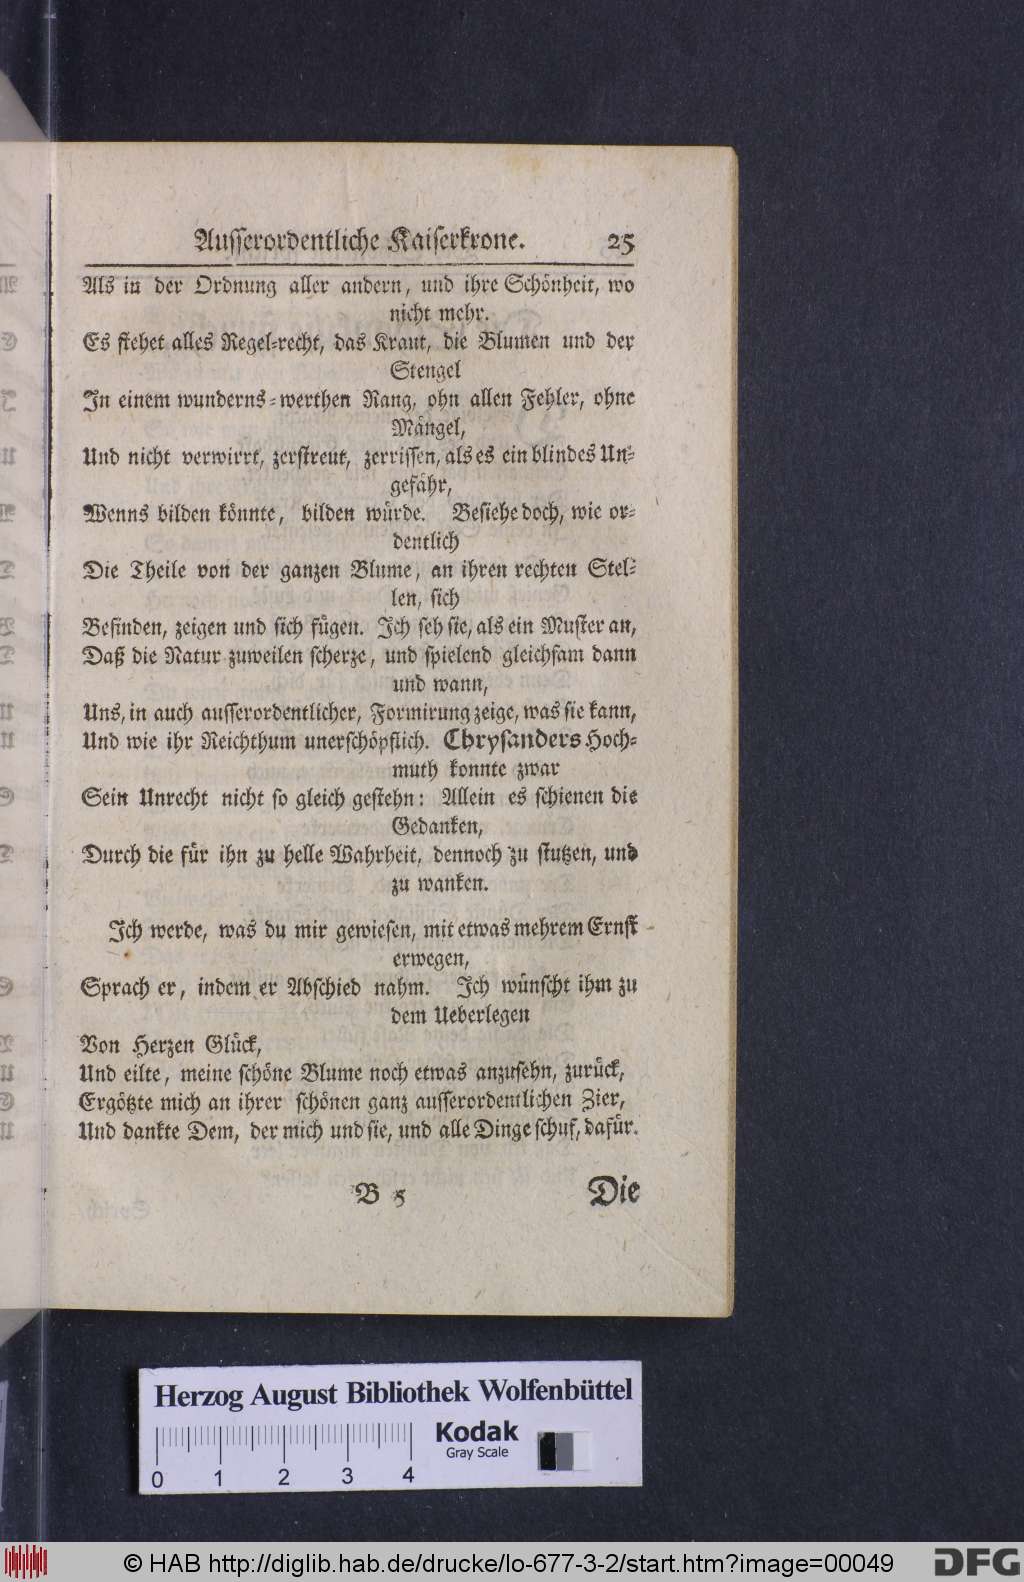 Ausserordentliche Kaiserkrone. 25
Als in der Ordnung aller andern, und ihre Schönheit, wo
nicht mehr.
Es stehet alles Regel-recht, das Kraut, die Blumen und der
Stengel
In einem wunderns-werthen Rang, ohn allen Fehler, ohne
Mängel,
Und nicht verwirrt, zerstreut, zerrissen, als es ein blindes Un-
gefähr,
Wenns bilden könnte, bilden würde. Besiehe doch, wie or-
dentlich
Die Theile von der ganzen Blume, an ihren rechten Stel-
len, sich
Befinden, zeigen und sich fügen. Ich seh sie, als ein Muster an,
Daß die Natur zuweilen scherze, und spielend gleichsam dann
und wann,
Uns, in auch ausserordentlicher, Formirung zeige, was sie kann,
Und wie ihr Reichthum unerschöpflich. Chrysanders Hoch-
muth konnte zwar
Sein Unrecht nicht so gleich gestehn: Allein es schienen die
Gedanken,
Durch die für ihn zu helle Wahrheit, dennoch zu stutzen, und
zu wanken.
Ich werde, was du mir gewiesen, mit etwas mehrem Ernst
erwegen,
Sprach er, indem er Abschied nahm. Ich wünscht ihm zu
dem Ueberlegen
Von Herzen Glück,
Und eilte, meine schöne Blume noch etwas anzusehn, zurück,
Ergötzte mich an ihrer schönen ganz ausserordentlichen Zier,
Und dankte Dem, der mich und sie, und alle Dinge schuf, dafür.
B 5 Die
Herzog August Bibliothek Wolfenbüttel
Kodak
Gray Scale
0 1 2 3 4
© HAB http://diglib.hab.de/drucke/lo-677-3-2/start.htm?image=00049
DFG